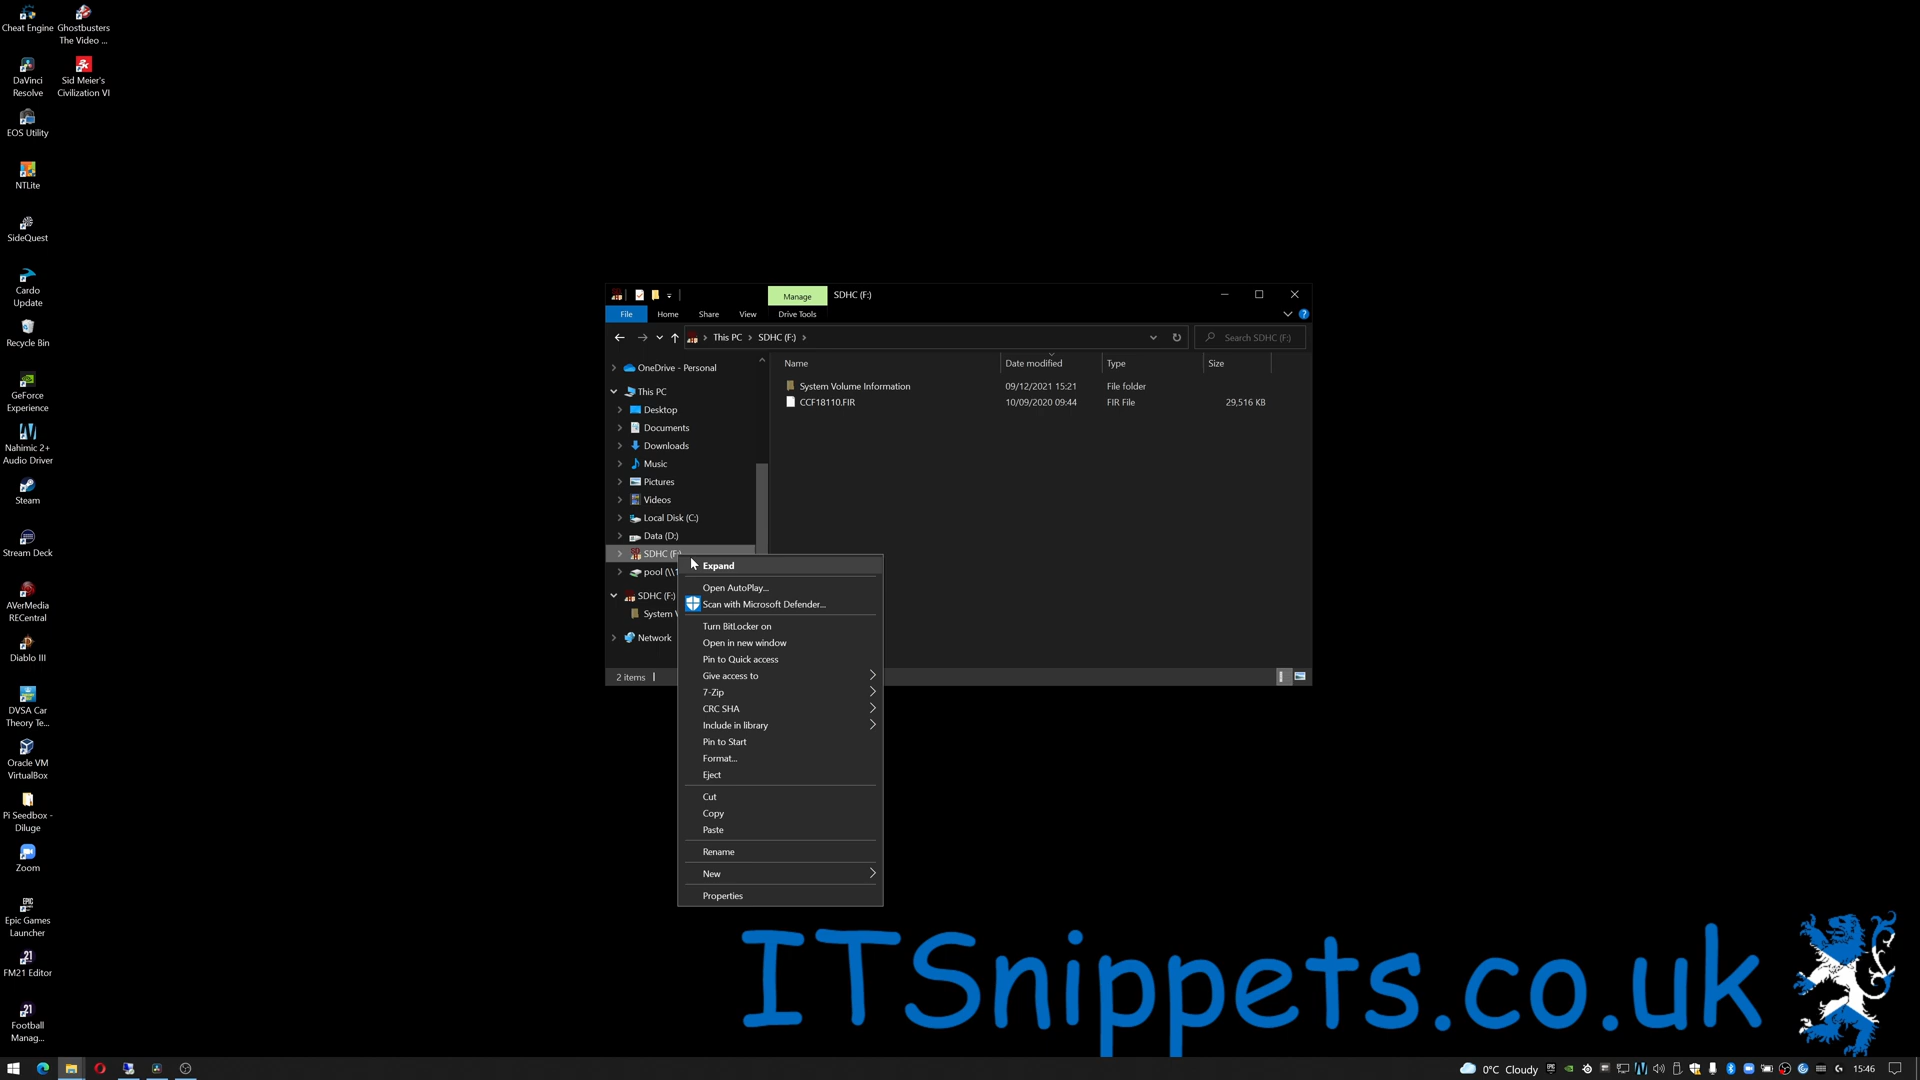 Cheat Engine
Ghostbusters
The Video ...
DaVinci
Resolve
Sid Meier's
Civilization VI
EOS Utility
NTLite
SideQuest
Cardo
Update
Recycle Bin
GeForce
Experience
Nahimic 2+
Audio Driver
Steam
Stream Deck
AVerMedia
RECentral
Diablo III
DVSA Car
Theory Te...
Oracle VM
VirtualBox
Pi Seedbox -
Diluge
Zoom
Epic Games
Launcher
21
FM21 Editor
21
Football
Manag...
Manage
SDHC (F:)
File
Home
Share
View
Drive Tools
This PC
SDHC (F:)
Search SDHC (F:)
OneDrive - Personal
This PC
Desktop
Documents
Downloads
Music
Pictures
Videos
Local Disk (C:)
Data (D:)
SDHC (F:)
pool (\\1
SDHC (F:)
System V
Network
Name
Date modified
Type
Size
System Volume Information
09/12/2021 15:21
File folder
CCF18110.FIR
10/09/2020 09:44
FIR File
29,516 KB
2 items
Expand
Open AutoPlay...
Scan with Microsoft Defender...
Turn BitLocker on
Open in new window
Pin to Quick access
Give access to
7-Zip
CRC SHA
Include in library
Pin to Start
Format...
Eject
Cut
Copy
Paste
Rename
New
Properties
ITSnippets.co.uk
0°C Cloudy
15:46